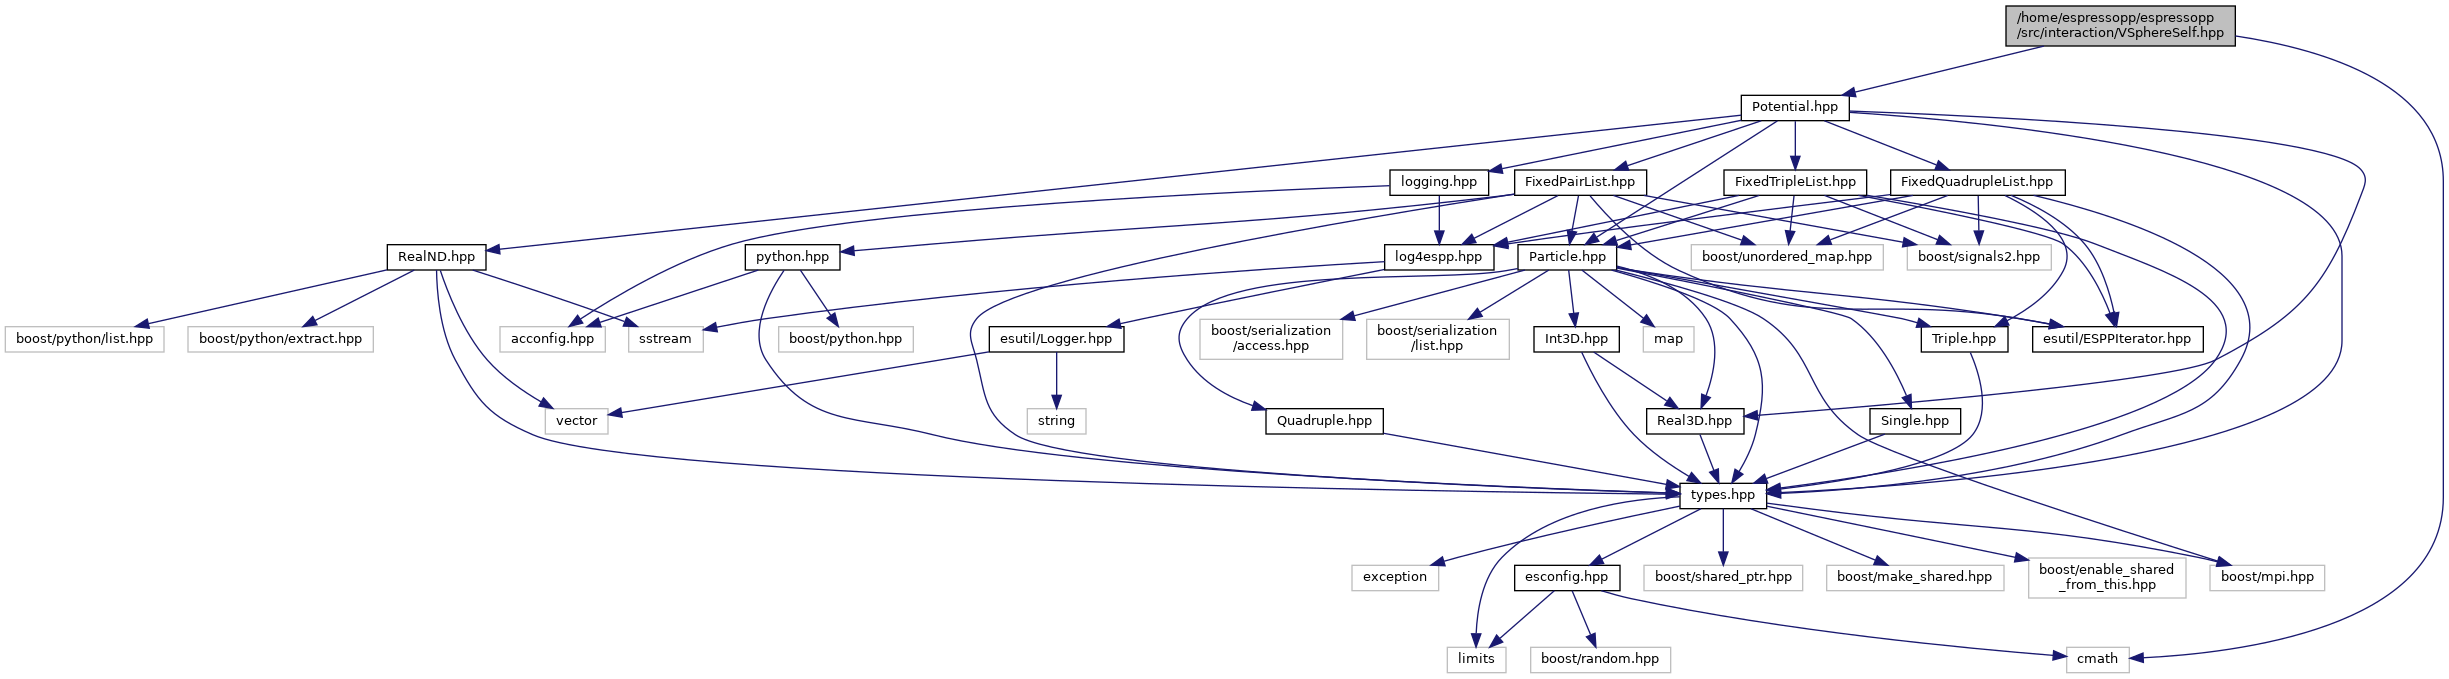 /home/espressopp/espressopp
/src/interaction/VSphereSelf.hpp
Potential.hpp
logging.hpp
FixedPairList.hpp
FixedTripleList.hpp
FixedQuadrupleList.hpp
RealND.hpp
python.hpp
log4espp.hpp
Particle.hpp
boost/unordered_map.hpp
boost/signals2.hpp
boost/python/list.hpp
boost/python/extract.hpp
acconfig.hpp
sstream
boost/python.hpp
esutil/Logger.hpp
boost/serialization
/access.hpp
boost/serialization
/list.hpp
Int3D.hpp
map
Triple.hpp
esutil/ESPPIterator.hpp
vector
string
Quadruple.hpp
Real3D.hpp
Single.hpp
types.hpp
exception
esconfig.hpp
boost/shared_ptr.hpp
boost/make_shared.hpp
boost/enable_shared
_from_this.hpp
boost/mpi.hpp
limits
boost/random.hpp
cmath